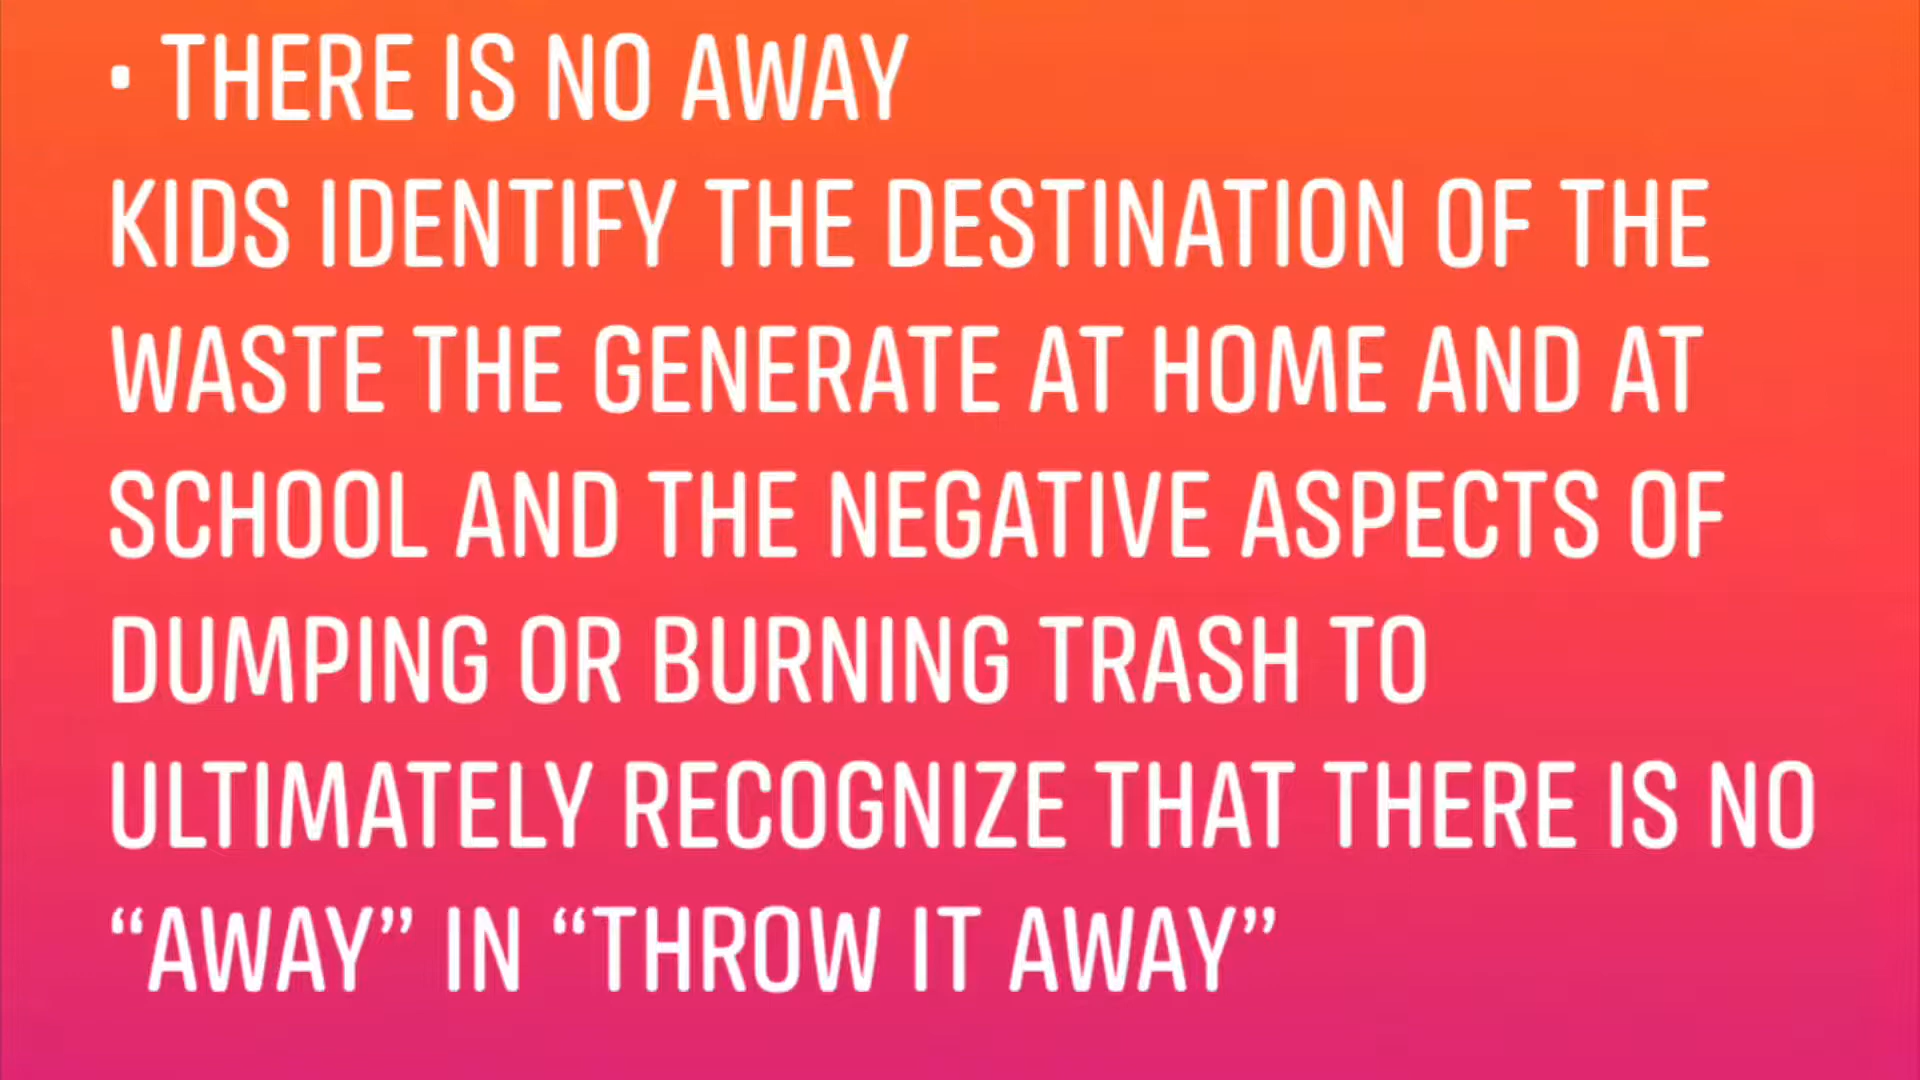 • THERE IS NO AWAY
KIDS IDENTIFY THE DESTINATION OF THE
WASTE THE GENERATE AT HOME AND AT
SCHOOL AND THE NEGATIVE ASPECTS OF
DUMPING OR BURNING TRASH TO
ULTIMATELY RECOGNIZE THAT THERE IS NO
“AWAY” IN “THROW IT AWAY”